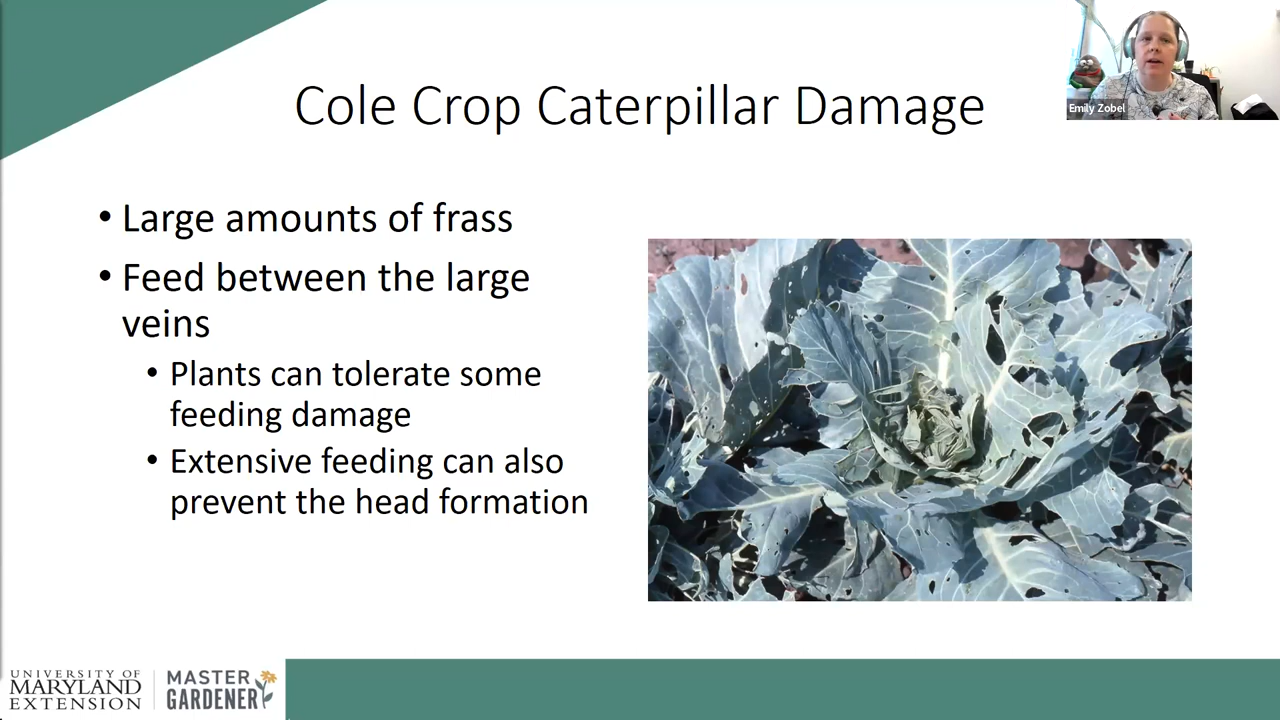 Cole Crop Caterpillar Damage
Emily Zobel
• Large amounts of frass
• Feed between the large
veins
• Plants can tolerate some
feeding damage
• Extensive feeding can also
prevent the head formation
UNIVERSITY OF
MARYLAND
EXTENSION
MASTER
GARDENER